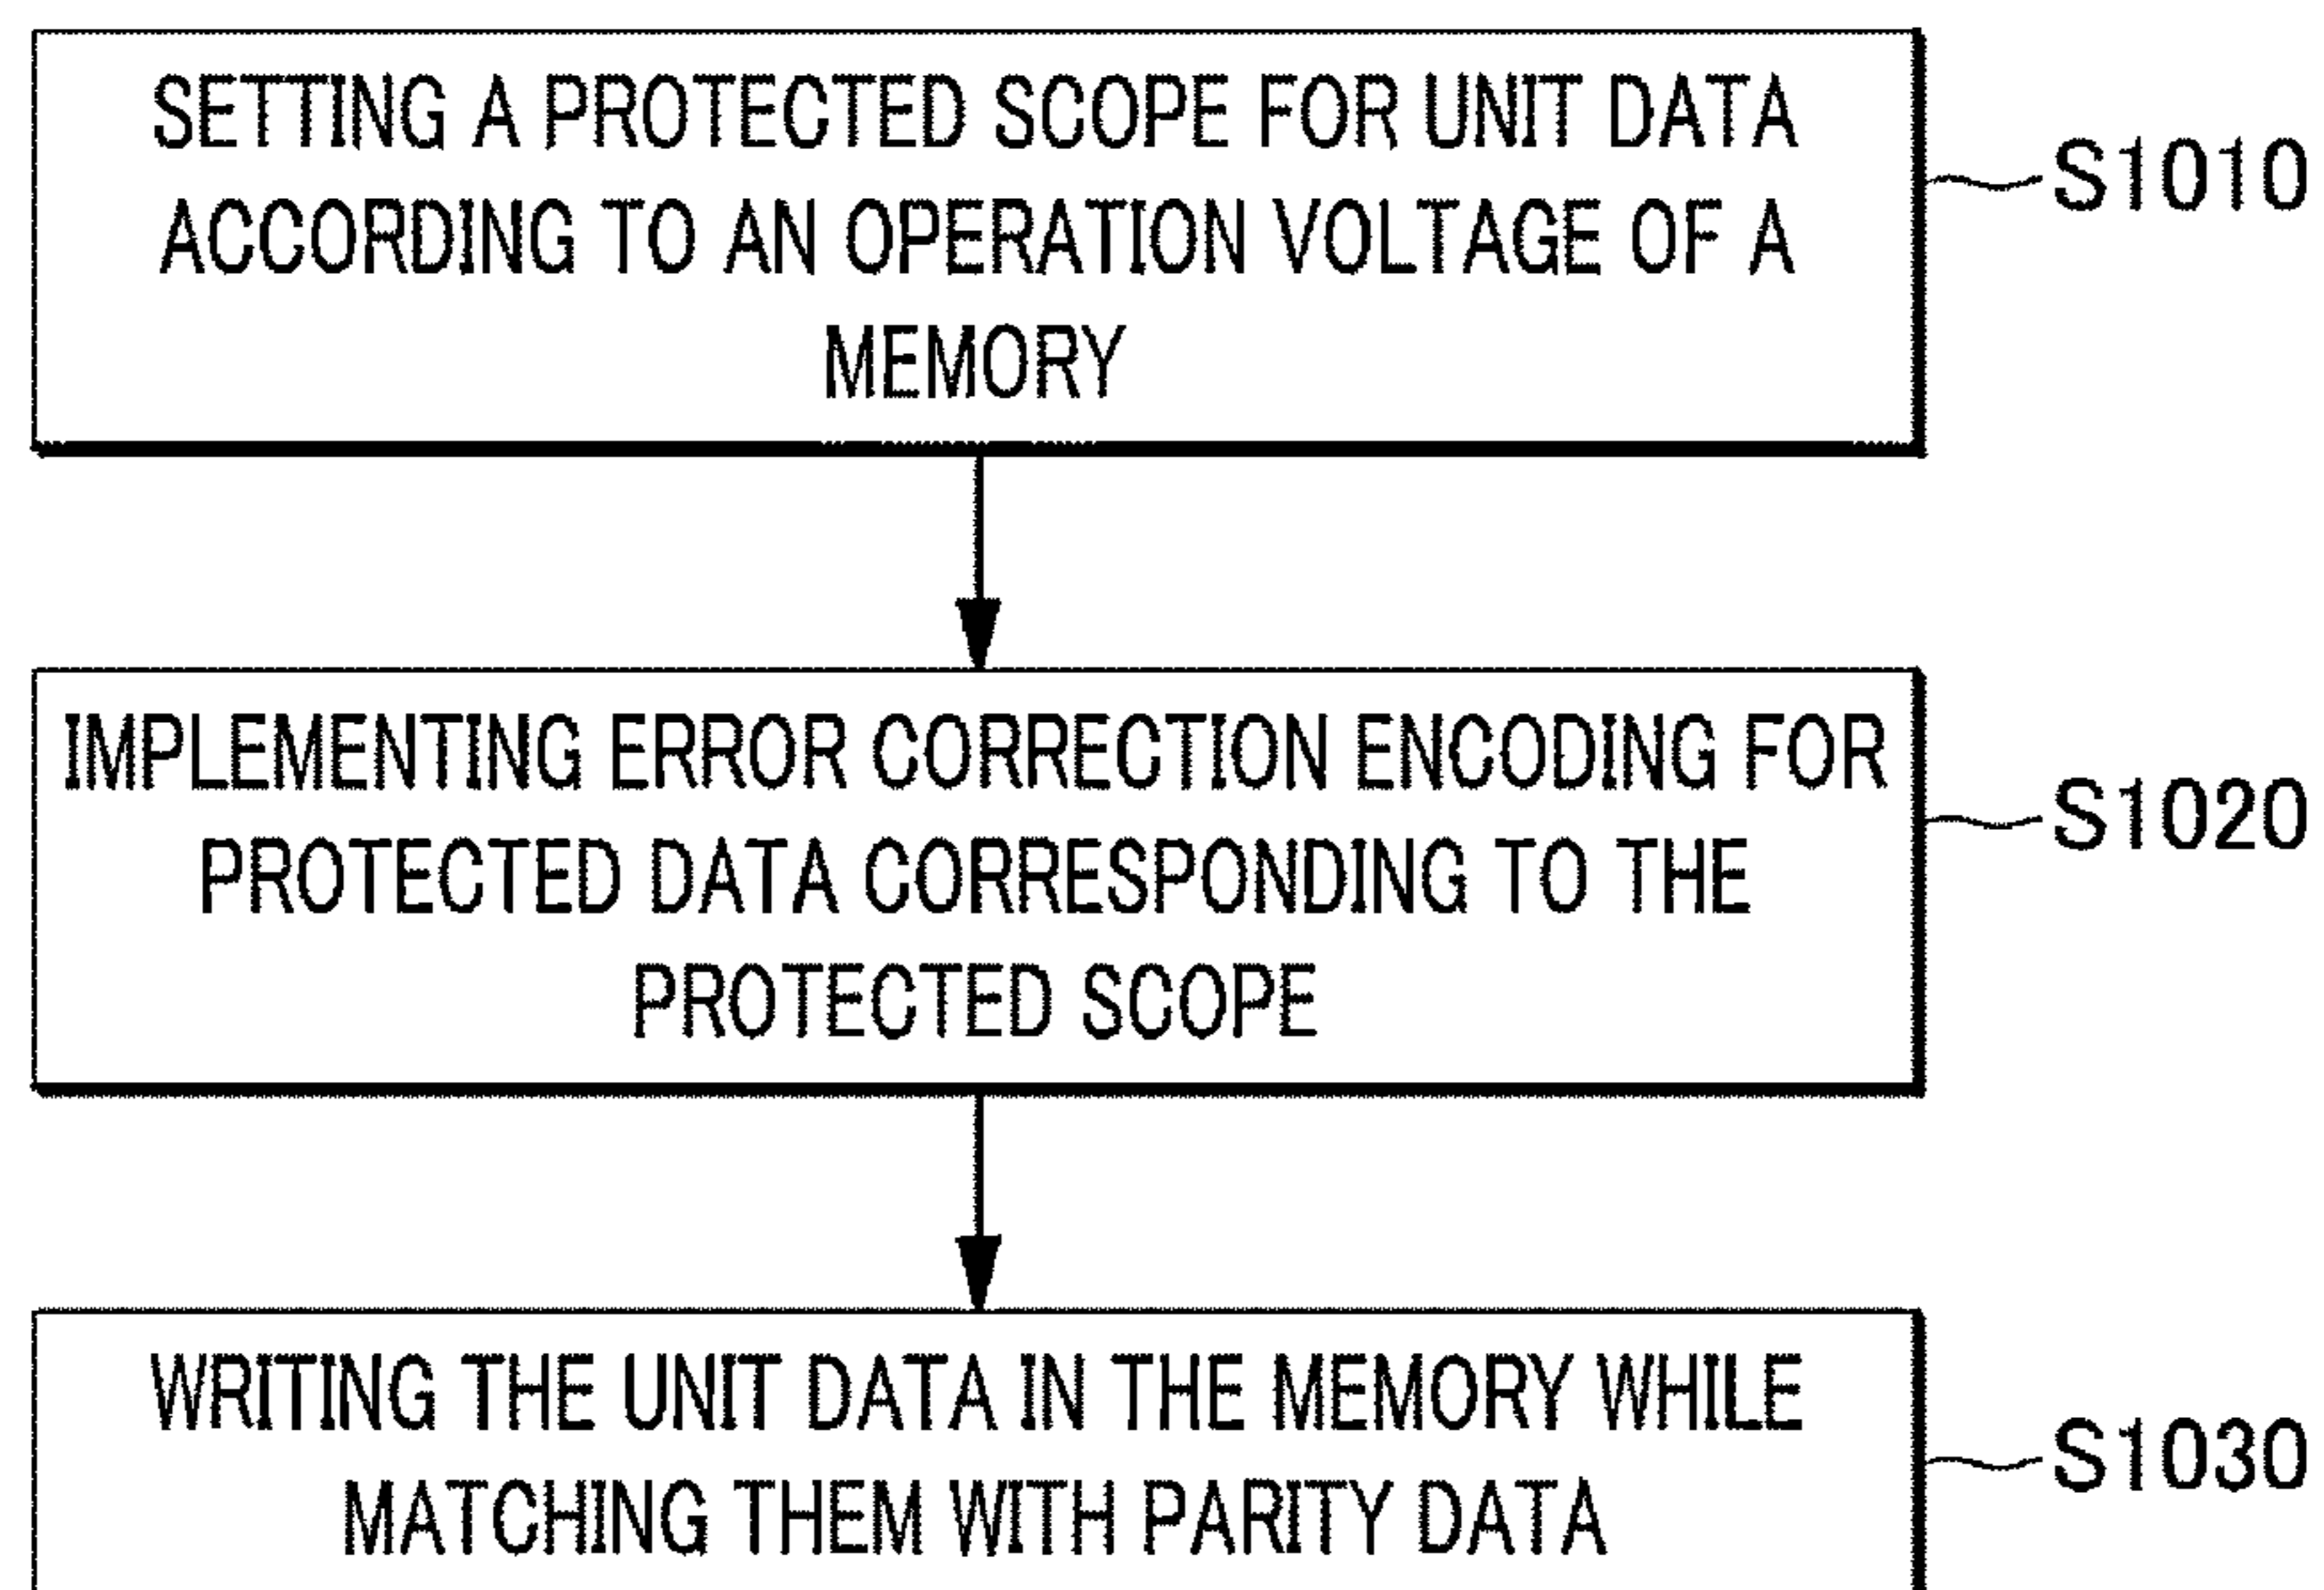 SETTING A PROTECTED SCOPE FOR UNIT DATA
ACCORDING TO AN OPERATION VOLTAGE OF A
MEMORY
S1010
IMPLEMENTING ERROR CORRECTION ENCODING FOR
PROTECTED DATA CORRESPONDING TO THE
PROTECTED SCOPE
S1020
WRITING THE UNIT DATA IN THE MEMORY WHILE
MATCHING THEM WITH PARITY DATA
S1030